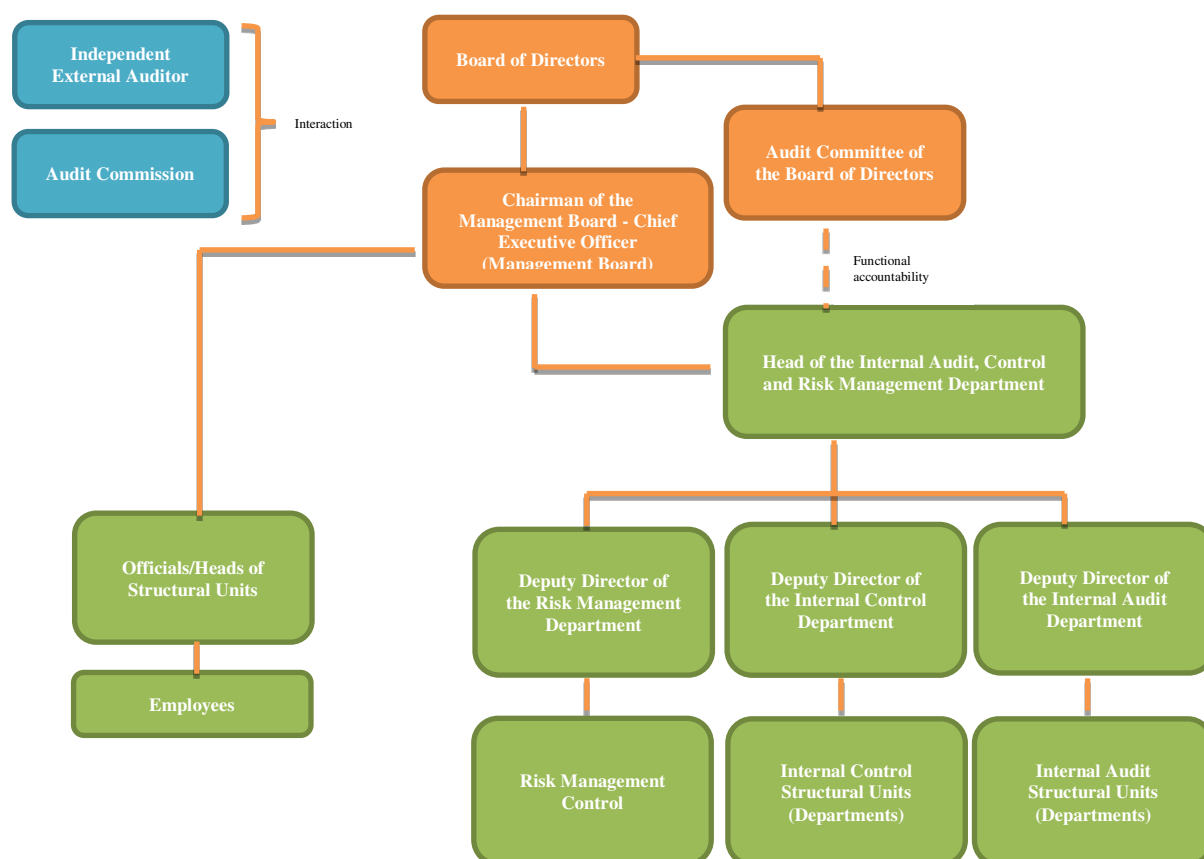 Independent
External Auditor
Audit Commission
Interaction
Board of Directors
Audit Committee of
the Board of Directors
Chairman of the
Management Board - Chief
Executive Officer
(Management Board)
Functional
accountability
Head of the Internal Audit, Control
and Risk Management Department
Officials/Heads of
Structural Units
Employees
Deputy Director of
the Risk Management
Department
Deputy Director of
the Internal Control
Department
Deputy Director of
the Internal Audit
Department
Risk Management
Control
Internal Control
Structural Units
(Departments)
Internal Audit
Structural Units
(Departments)